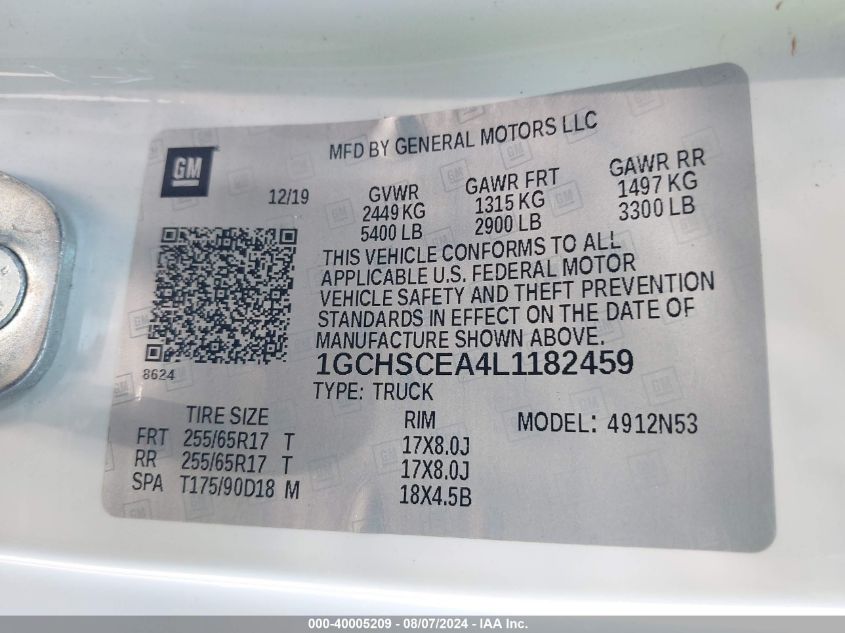 GM
MFD BY GENERAL MOTORS LLC
12/19
GVWR
2449 KG
5400 LB
GAWR FRT
1315 KG
2900 LB
GAWR RR
1497 KG
3300 LB
THIS VEHICLE CONFORMS TO ALL
APPLICABLE U.S. FEDERAL MOTOR
VEHICLE SAFETY AND THEFT PREVENTION
STANDARDS IN EFFECT ON THE DATE OF
MANUFACTURE SHOWN ABOVE.
8624
1GCHSCEA4L1182459
TYPE: TRUCK
TIRE SIZE RIM MODEL: 4912N53
FRT 255/65R17 T 17X8.0J
RR 255/65R17 T 17X8.0J
SPA T175/90D18 M 18X4.5B
000-40005209 - 08/07/2024 - IAAI.COM